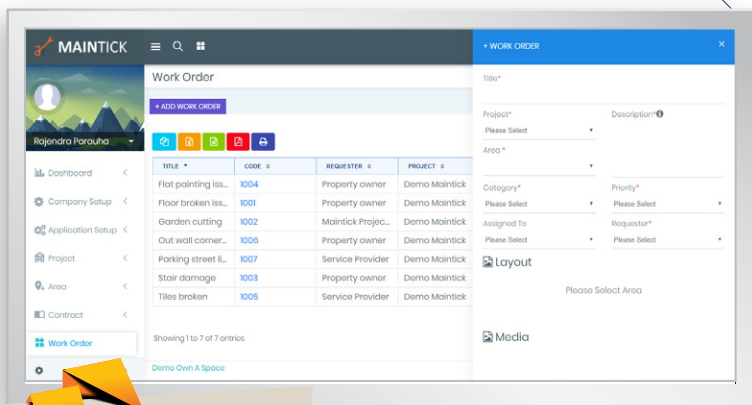 MAINTICK
Rajendra Parauha
Dashboard
Company Setup
Application Setup
Project
Area
Contract
Work Order
Work Order
+ ADD WORK ORDER
TITLE CODE REQUESTER PROJECT
Flat painting iss... 1004 Property owner Demo Maintick
Floor broken iss... 1001 Property owner Demo Maintick
Garden cutting 1002 Maintick Projec... Demo Maintick
Out wall corner... 1006 Property owner Demo Maintick
Parking street li... 1007 Service Provider Demo Maintick
Stair damage 1003 Property owner Demo Maintick
Tiles broken 1005 Service Provider Demo Maintick
Showing 1 to 7 of 7 entries
Demo Own A Space
+ WORK ORDER ×
Title*
Project* Description*
Please Select
Area *
Category* Priority*
Please Select Please Select
Assigned To Requester*
Please Select Please Select
Layout
Please Select Area
Media